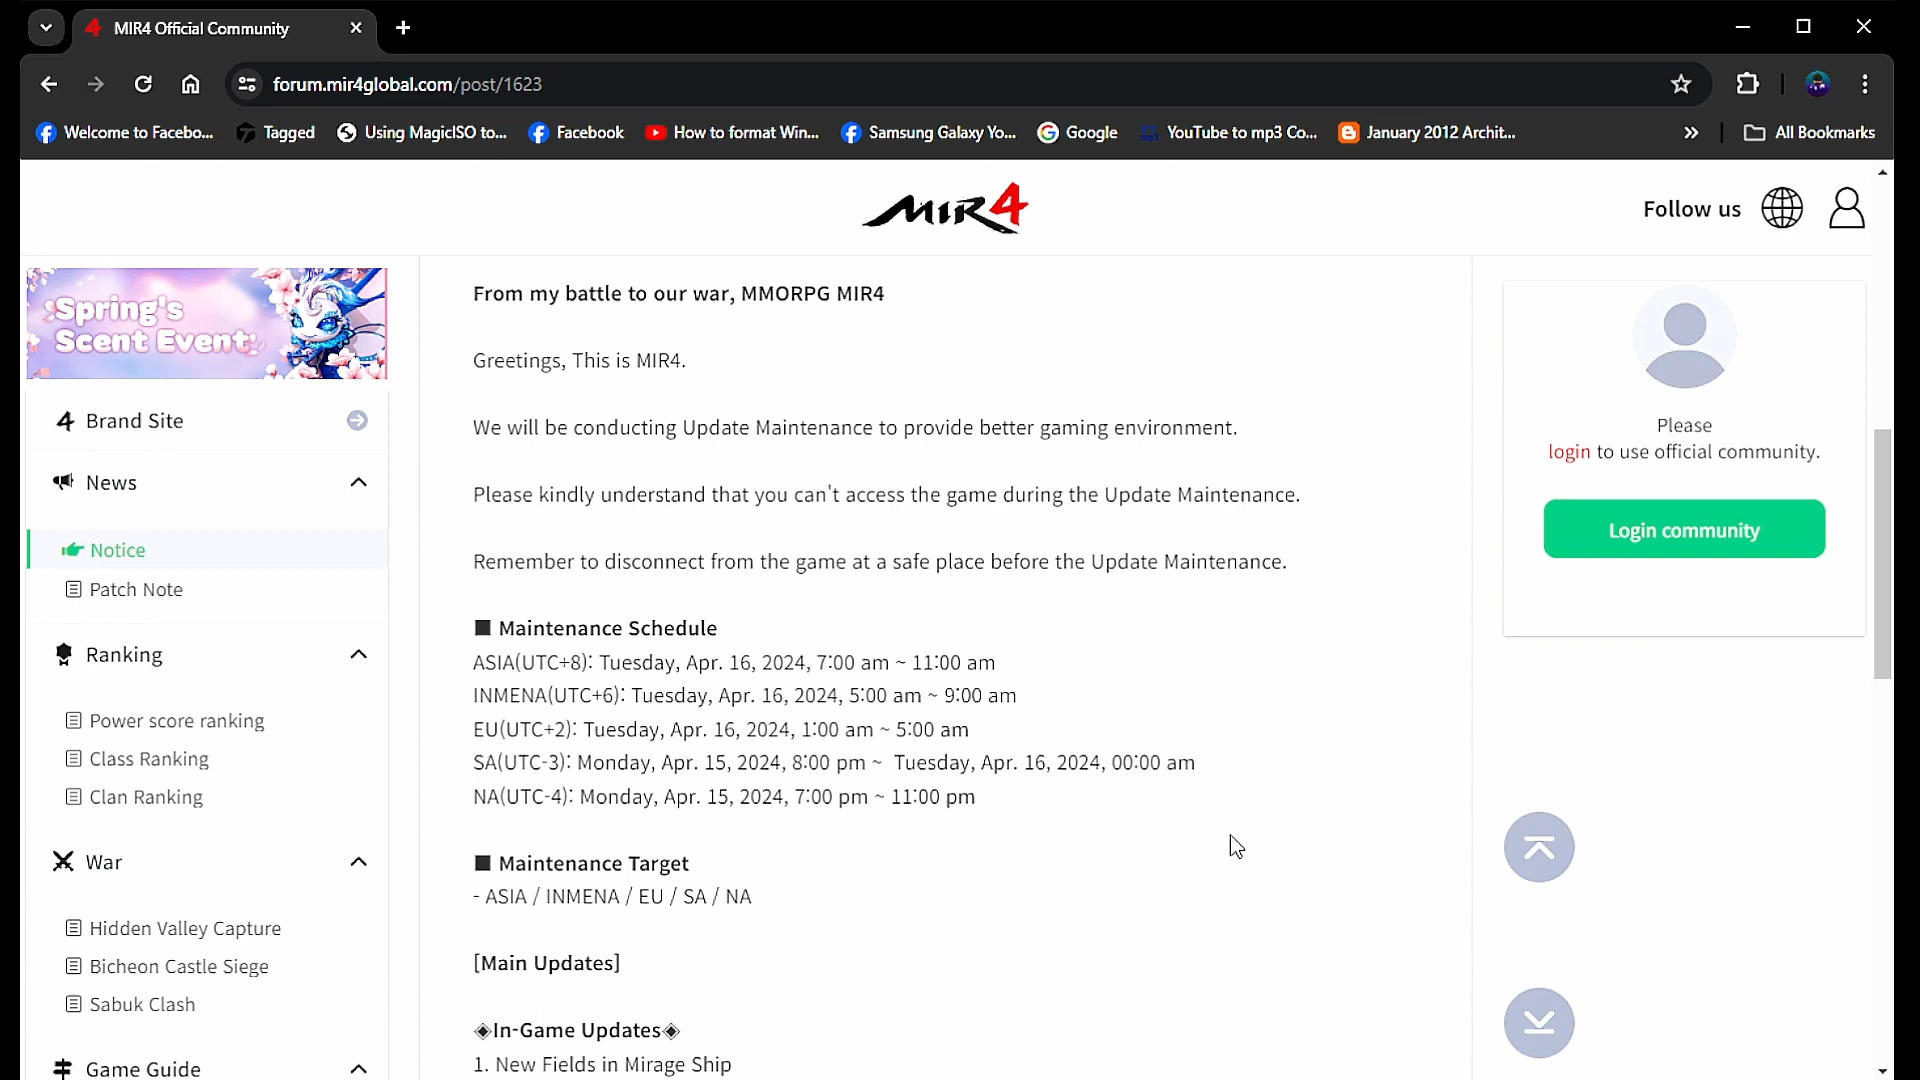 MIR4 Official Community
forum.mir4global.com/post/1623
Welcome to Facebo...
Tagged
Using MagicISO to...
Facebook
How to format Win...
Samsung Galaxy Yo...
Google
YouTube to mp3 Co...
January 2012 Archit...
All Bookmarks
MIR4
Follow us
Spring's
Scent Event
Brand Site
News
Notice
Patch Note
Ranking
Power score ranking
Class Ranking
Clan Ranking
War
Hidden Valley Capture
Bicheon Castle Siege
Sabuk Clash
Game Guide
From my battle to our war, MMORPG MIR4
Greetings, This is MIR4.
We will be conducting Update Maintenance to provide better gaming environment.
Please kindly understand that you can't access the game during the Update Maintenance.
Remember to disconnect from the game at a safe place before the Update Maintenance.
■ Maintenance Schedule
ASIA(UTC+8): Tuesday, Apr. 16, 2024, 7:00 am ~ 11:00 am
INMENA(UTC+6): Tuesday, Apr. 16, 2024, 5:00 am ~ 9:00 am
EU(UTC+2): Tuesday, Apr. 16, 2024, 1:00 am ~ 5:00 am
SA(UTC-3): Monday, Apr. 15, 2024, 8:00 pm ~ Tuesday, Apr. 16, 2024, 00:00 am
NA(UTC-4): Monday, Apr. 15, 2024, 7:00 pm ~ 11:00 pm
■ Maintenance Target
- ASIA / INMENA / EU / SA / NA
[Main Updates]
◈In-Game Updates◈
1. New Fields in Mirage Ship
Please
login to use official community.
Login community